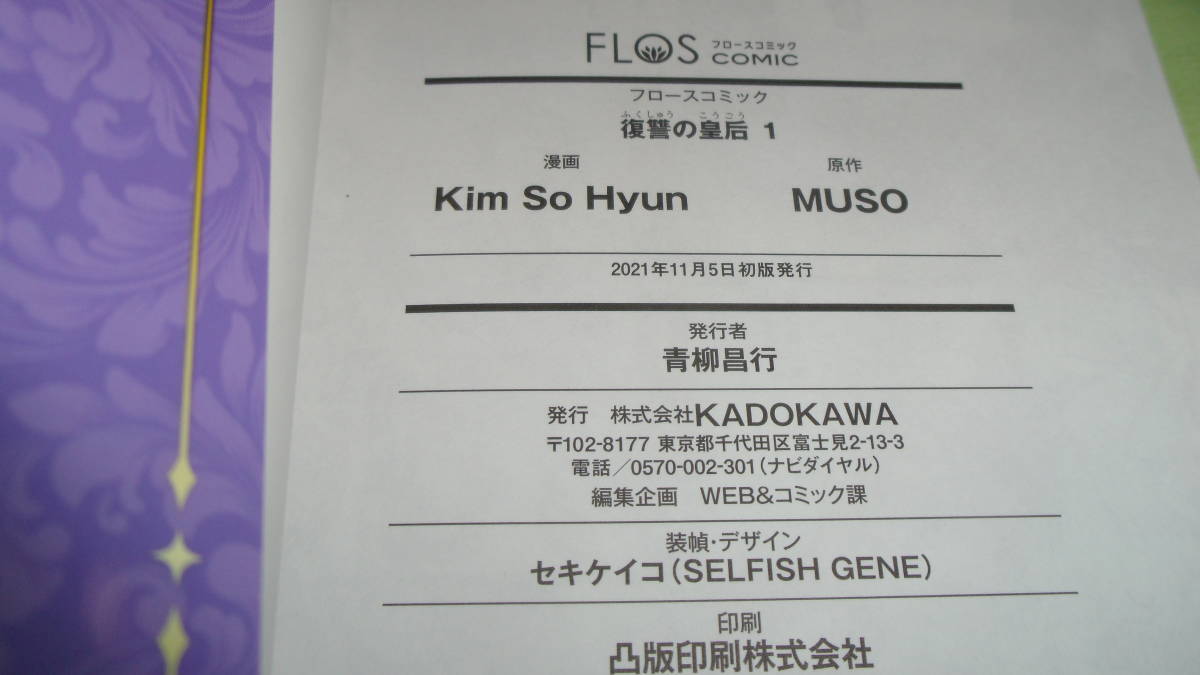 FLOS フロースコミック COMIC
フロースコミック
ふくしゅう こうごう
復讐の皇后 1
漫画 原作
Kim So Hyun MUSO
2021年11月5日初版発行
発行者
青柳昌行
発行 株式会社KADOKAWA
〒102-8177 東京都千代田区富士見2-13-3
電話/0570-002-301(ナビダイヤル)
編集企画 WEB&コミック課
装幀・デザイン
セキケイコ(SELFISH GENE)
印刷
凸版印刷株式会社